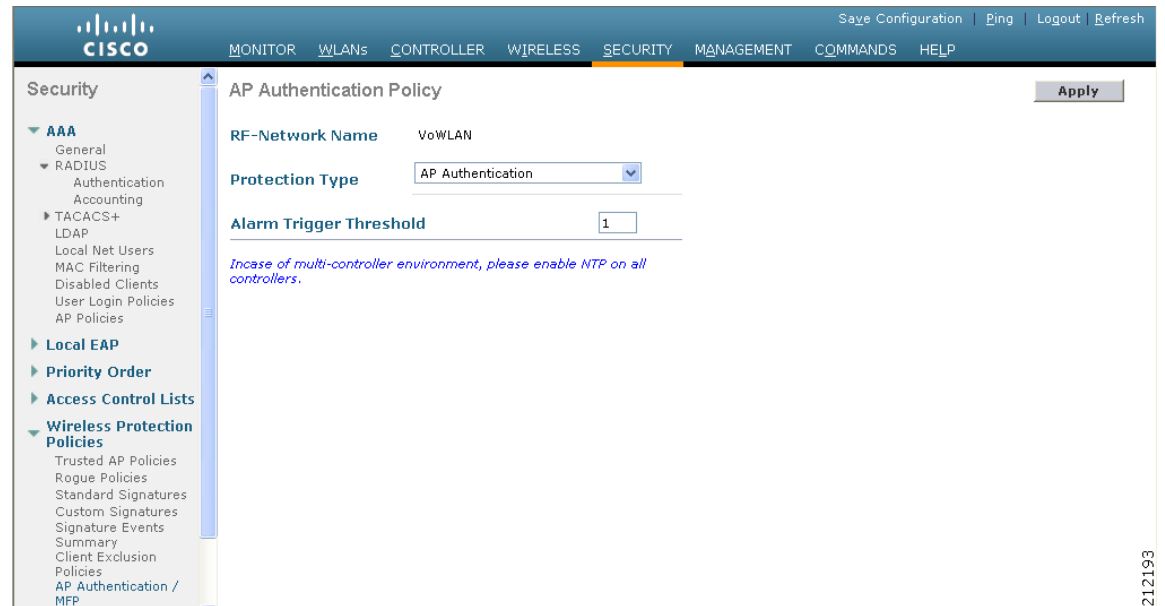 Save Configuration | Ping | Logout | Refresh
CISCO
MONITOR WLANs CONTROLLER WIRELESS SECURITY MANAGEMENT COMMANDS HELP
Security
AAA
General
RADIUS
Authentication
Accounting
TACACS+
LDAP
Local Net Users
MAC Filtering
Disabled Clients
User Login Policies
AP Policies
Local EAP
Priority Order
Access Control Lists
Wireless Protection
Policies
Trusted AP Policies
Rogue Policies
Standard Signatures
Custom Signatures
Signature Events
Summary
Client Exclusion
Policies
AP Authentication /
MFP
AP Authentication Policy
Apply
RF-Network Name VoWLAN
Protection Type AP Authentication
Alarm Trigger Threshold 1
Incase of multi-controller environment, please enable NTP on all
controllers.
212193